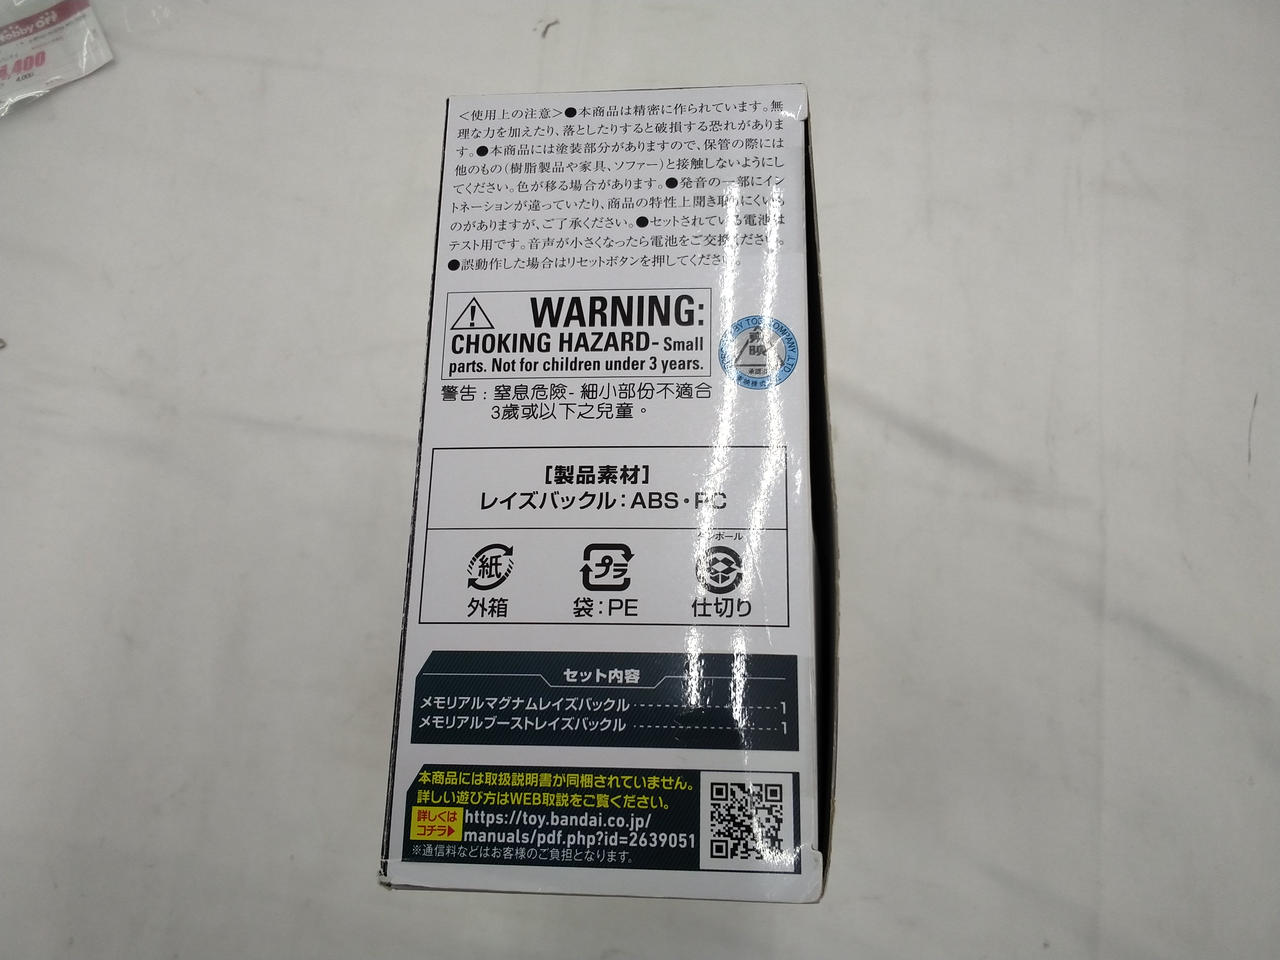 Hobby Off
4,400
4,000
<使用上の注意>●本商品は精密に作られています。無
理な力を加えたり、落としたりすると破損する恐れがありま
す。●本商品には塗装部分がありますので、保管の際には
他のもの(樹脂製品や家具、ソファー)と接触しないようにし
てください。色が移る場合があります。●発音の一部にイン
トネーションが違っていたり、商品の特性上聞き取りにくいも
のがありますが、ご了承ください。●セットされている電池は
テスト用です。音声が小さくなったら電池をご交換ください。
●誤動作した場合はリセットボタンを押してください。
WARNING:
CHOKING HAZARD- Small
parts. Not for children under 3 years.
警告:窒息危險-細小部份不適合
3歲或以下之兒童。
BY TOEI COMPANY, LTD.
東映
承認
[製品素材]
レイズバックル:ABS・PC
ダンボール
紙
プラ
外箱
袋:PE
仕切り
セット内容
メモリアルマグナムレイズバックル 1
メモリアルブーストレイズバックル 1
本商品には取扱説明書が同梱されていません。
詳しい遊び方はWEB取説をご覧ください。
詳しくは
コチラ▶
https://toy.bandai.co.jp/
manuals/pdf.php?id=2639051
※通信料などはお客様のご負担となります。